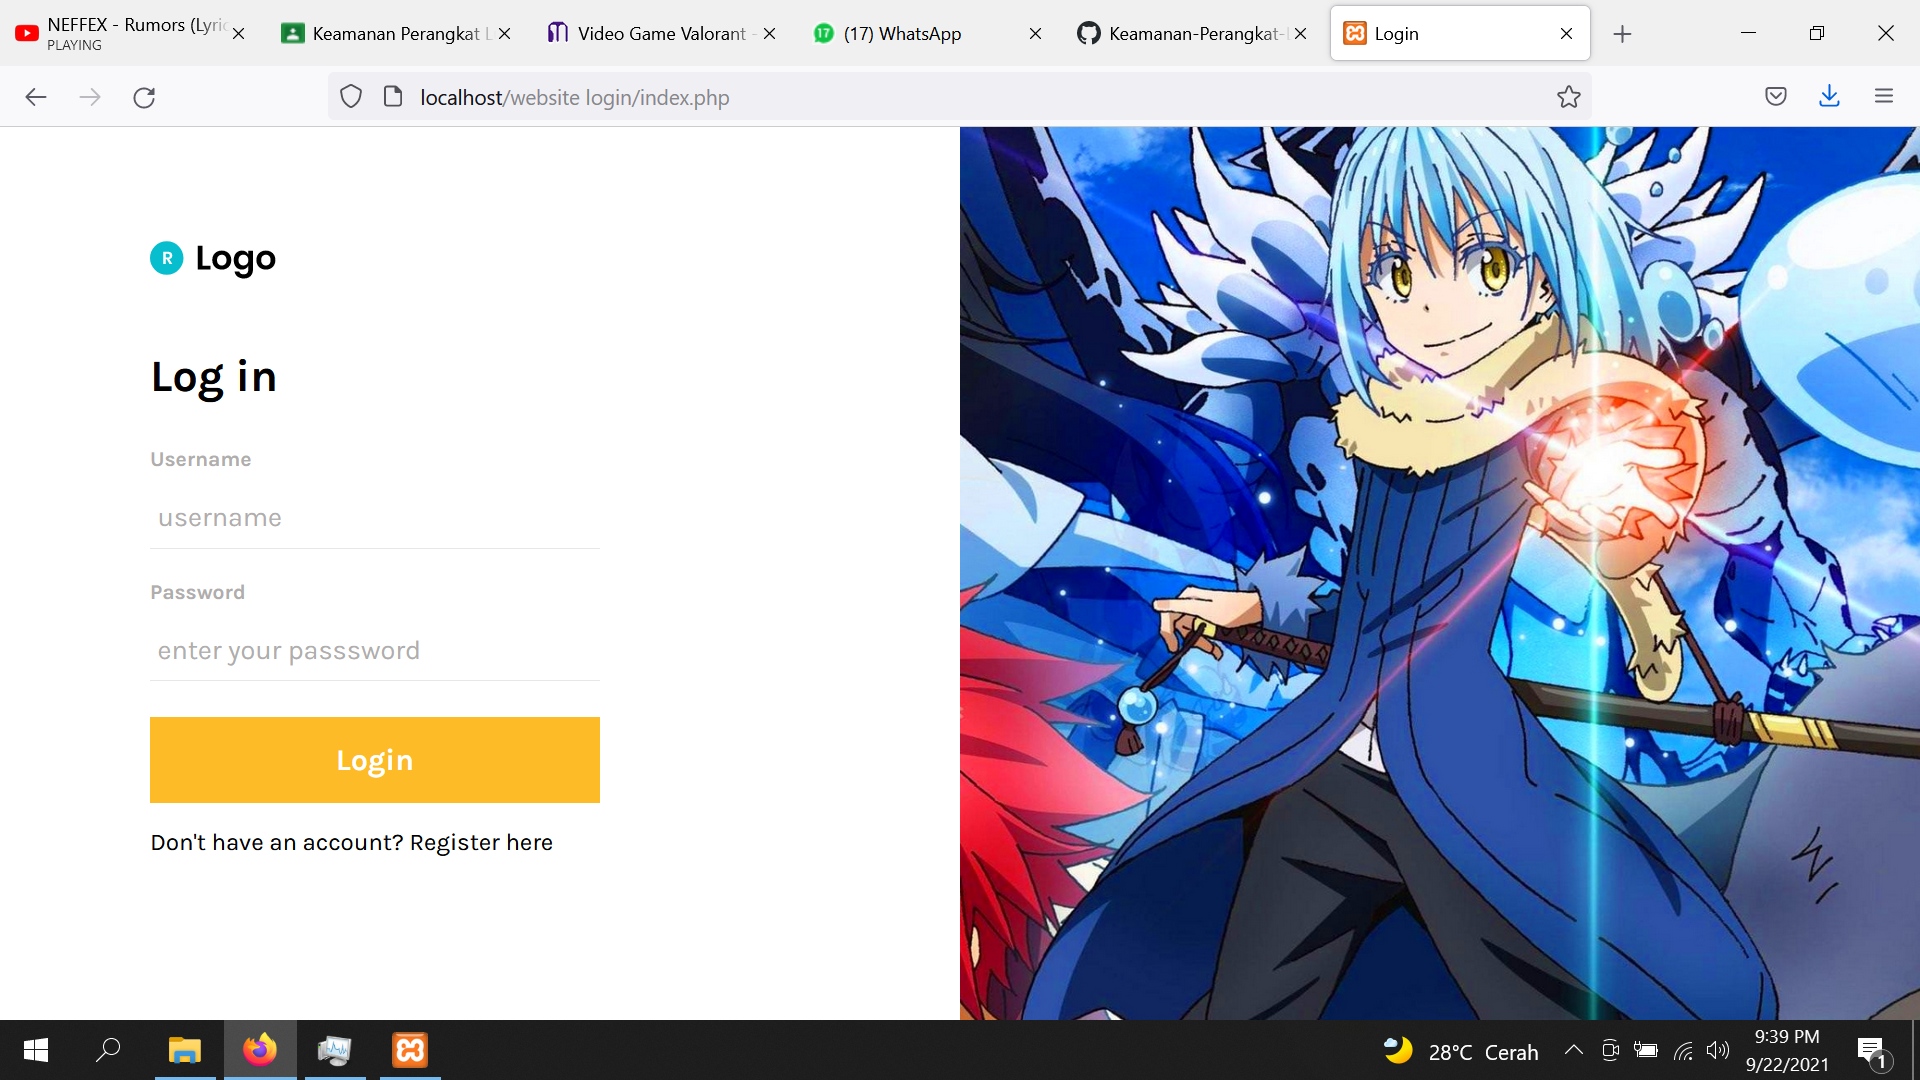 NEFFEX - Rumors (Lyric
PLAYING
Keamanan Perangkat L
Video Game Valorant -
(17) WhatsApp
Keamanan-Perangkat-
Login
localhost/website login/index.php
R Logo
Log in
Username
username
Password
enter your passsword
Login
Don't have an account? Register here
28°C Cerah
9:39 PM
9/22/2021
1